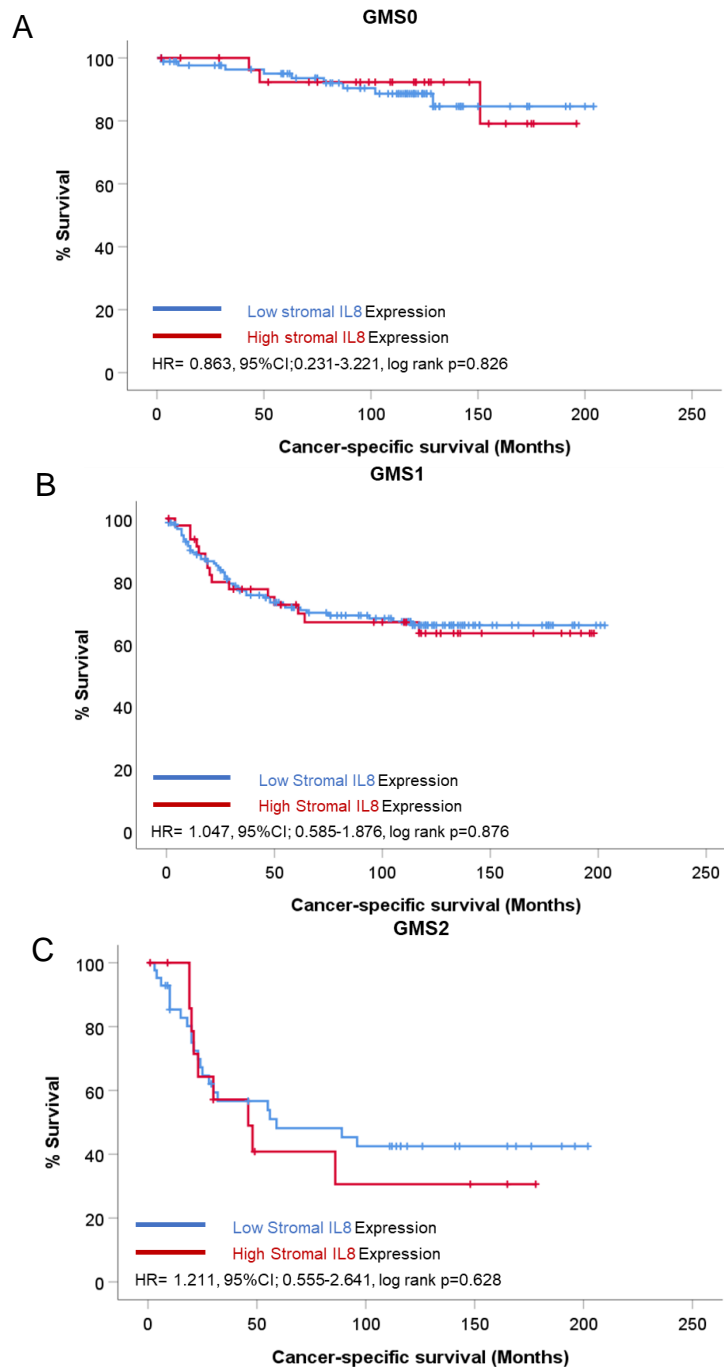 A
GMS0
100
80
60
40
20
0
% Survival
Low stromal IL8 Expression
High stromal IL8 Expression
HR= 0.863, 95%CI;0.231-3.221, log rank p=0.826
0 50 100 150 200 250
Cancer-specific survival (Months)
B
GMS1
100
80
60
40
20
0
% Survival
Low Stromal IL8 Expression
High Stromal IL8 Expression
HR= 1.047, 95%CI; 0.585-1.876, log rank p=0.876
0 50 100 150 200 250
Cancer-specific survival (Months)
C
GMS2
100
80
60
40
20
0
% Survival
Low Stromal IL8 Expression
High Stromal IL8 Expression
HR= 1.211, 95%CI; 0.555-2.641, log rank p=0.628
0 50 100 150 200 250
Cancer-specific survival (Months)